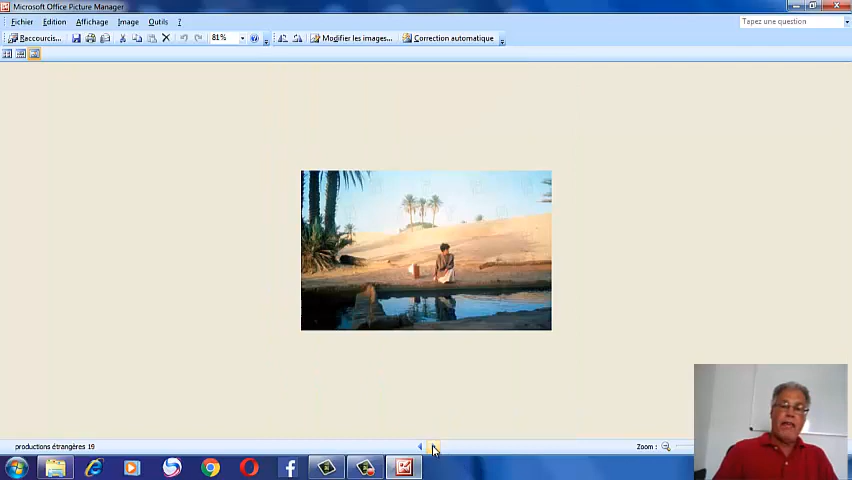 Microsoft Office Picture Manager
Fichier Edition Affichage Image Outils ?
Tapez une question
Raccourcis... 81% Modifier les images... Correction automatique
productions étrangères 19
Zoom :